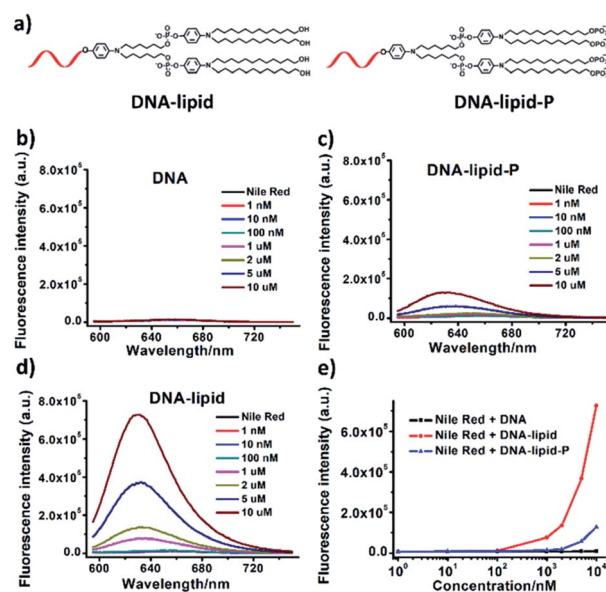 a)
O N O-P-O O N OH OH
O-P-O O N OH OH
DNA-lipid
O N O-P-O O N OPO₃²⁻ OPO₃²⁻
DNA-lipid-P
b)
Fluorescence intensity (a.u.)
8.0x10⁵
6.0x10⁵
4.0x10⁵
2.0x10⁵
0.0
DNA
Nile Red
1 nM
10 nM
100 nM
1 uM
2 uM
5 uM
10 uM
600 640 680 720
Wavelength/nm
c)
Fluorescence intensity (a.u.)
8.0x10⁵
6.0x10⁵
4.0x10⁵
2.0x10⁵
0.0
DNA-lipid-P
Nile Red
1 nM
10 nM
100 nM
1 uM
2 uM
5 uM
10 uM
600 640 680 720
Wavelength/nm
d)
Fluorescence intensity (a.u.)
8.0x10⁵
6.0x10⁵
4.0x10⁵
2.0x10⁵
0.0
DNA-lipid
Nile Red
1 nM
10 nM
100 nM
1 uM
2 uM
5 uM
10 uM
600 640 680 720
Wavelength/nm
e)
Fluorescence intensity (a.u.)
6.0x10⁵
4.0x10⁵
2.0x10⁵
0.0
Nile Red + DNA
Nile Red + DNA-lipid
Nile Red + DNA-lipid-P
10⁰ 10¹ 10² 10³ 10⁴
Concentration/nM